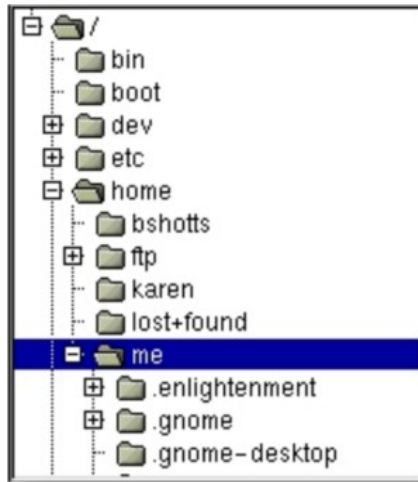 /
bin
boot
dev
etc
home
bshotts
ftp
karen
lost+found
me
.enlightenment
.gnome
.gnome-desktop